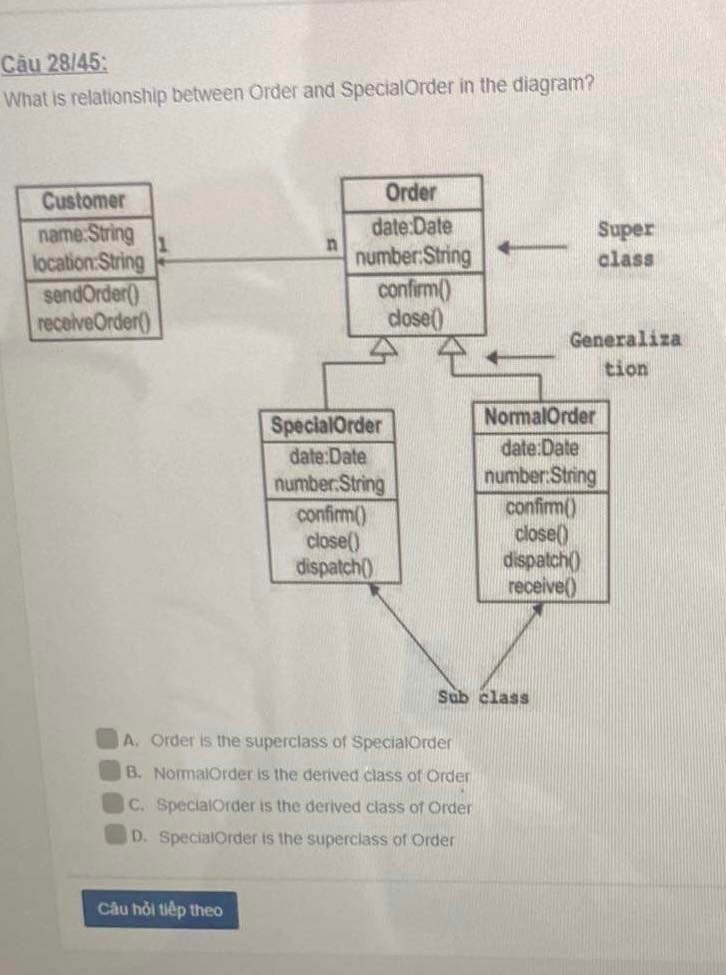 Câu 28/45:
What is relationship between Order and SpecialOrder in the diagram?
Customer
name:String
location:String
sendOrder()
receiveOrder()
1
n
Order
date:Date
number:String
confirm()
close()
Super
class
Generaliza
tion
SpecialOrder
date:Date
number:String
confirm()
close()
dispatch()
NormalOrder
date:Date
number:String
confirm()
close()
dispatch()
receive()
Sub class
A. Order is the superclass of SpecialOrder
B. NormalOrder is the derived class of Order
C. SpecialOrder is the derived class of Order
D. SpecialOrder is the superclass of Order
Câu hỏi tiếp theo